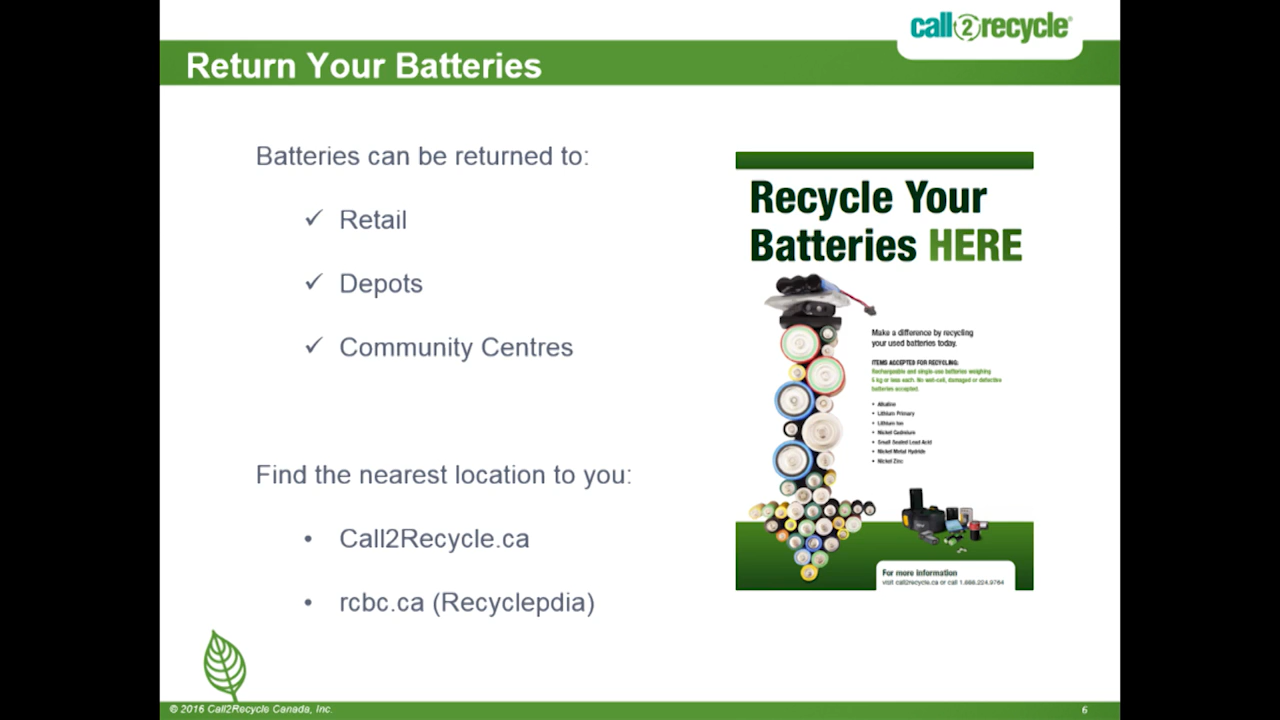 call2recycle®
Return Your Batteries
Batteries can be returned to:
✓ Retail
✓ Depots
✓ Community Centres
Find the nearest location to you:
• Call2Recycle.ca
• rcbc.ca (Recyclepdia)
Recycle Your
Batteries HERE
Make a difference by recycling
your used batteries today.
ITEMS ACCEPTED FOR RECYCLING:
Rechargeable and single-use batteries weighing
5 kg or less each. No wet-cell, damaged or defective
batteries accepted.
• Alkaline
• Lithium Primary
• Lithium Ion
• Nickel Cadmium
• Small Sealed Lead Acid
• Nickel Metal Hydride
• Nickel Zinc
For more information
visit call2recycle.ca or call 1.888.224.9764
© 2016 Call2Recycle Canada, Inc.
6